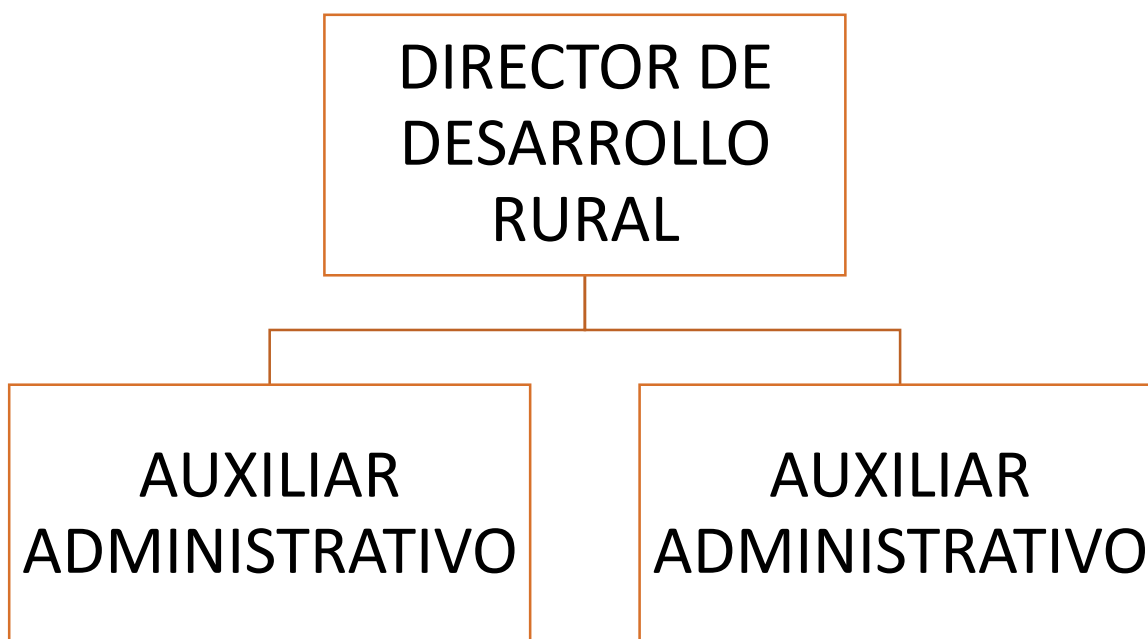 DIRECTOR DE
DESARROLLO
RURAL
AUXILIAR
ADMINISTRATIVO
AUXILIAR
ADMINISTRATIVO